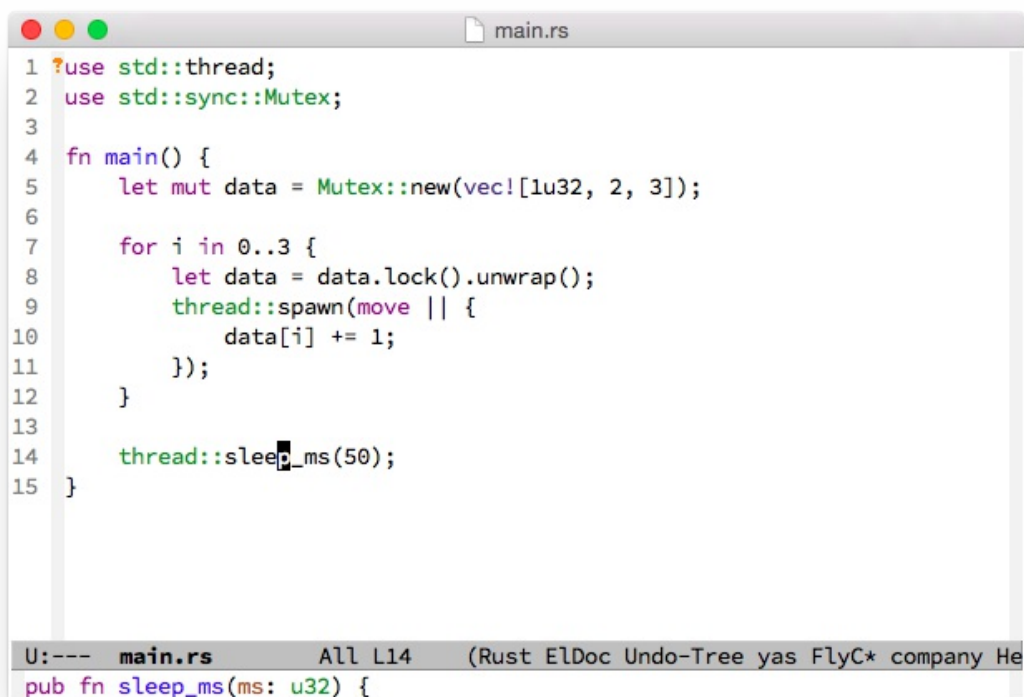 main.rs
1 ?use std::thread;
2 use std::sync::Mutex;
3
4 fn main() {
5     let mut data = Mutex::new(vec![1u32, 2, 3]);
6
7     for i in 0..3 {
8         let data = data.lock().unwrap();
9         thread::spawn(move || {
10             data[i] += 1;
11         });
12     }
13
14     thread::sleep_ms(50);
15 }
U:---  main.rs        All L14    (Rust ElDoc Undo-Tree yas FlyC* company He
pub fn sleep_ms(ms: u32) {